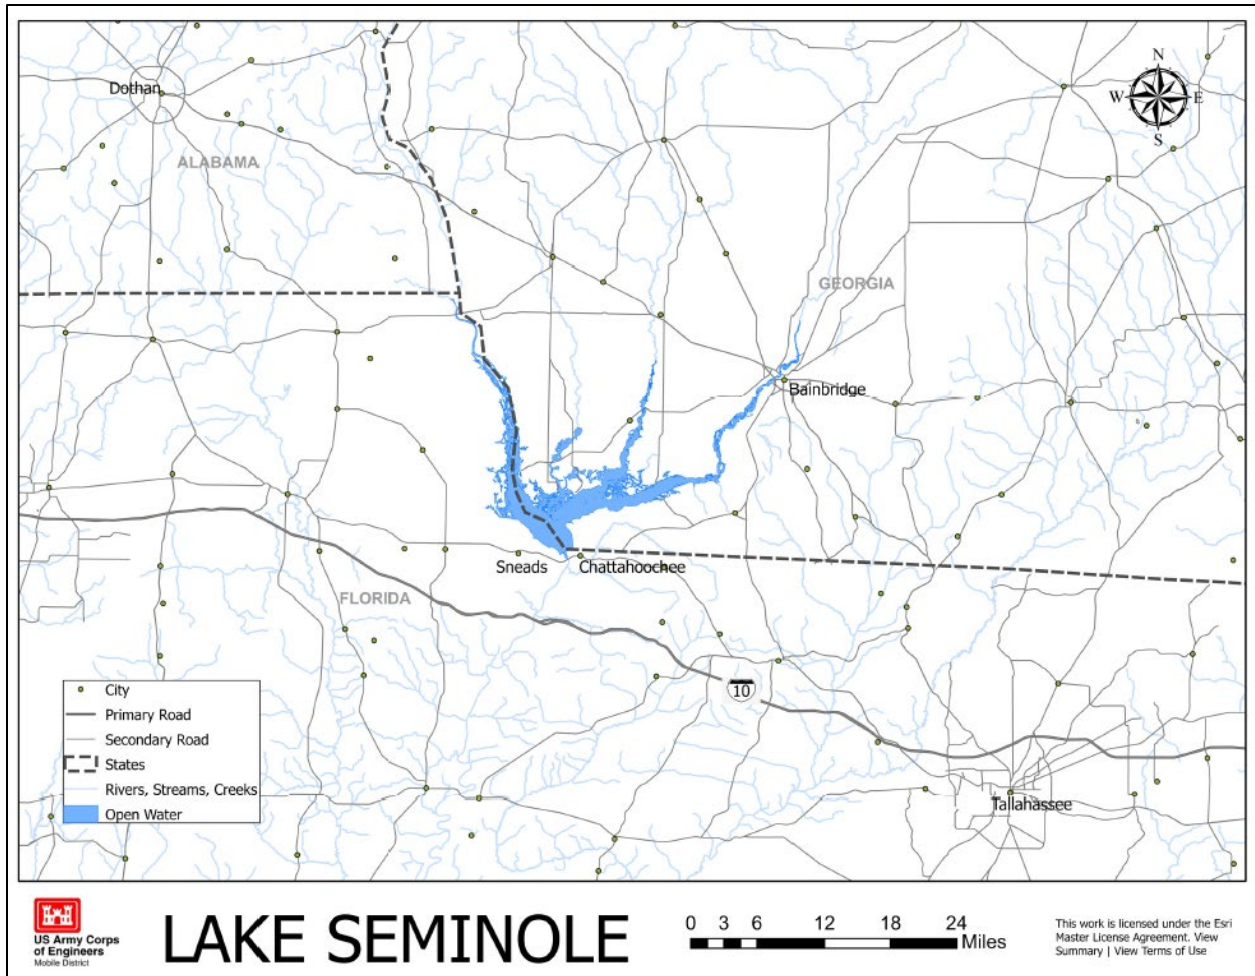 N
W E
S
Dothan
ALABAMA
GEORGIA
Bainbridge
Sneads
Chattahoochee
FLORIDA
10
Tallahassee
City
Primary Road
Secondary Road
States
Rivers, Streams, Creeks
Open Water
US Army Corps
of Engineers
Mobile District
LAKE SEMINOLE
0 3 6 12 18 24
Miles
This work is licensed under the Esri
Master License Agreement. View
Summary | View Terms of Use